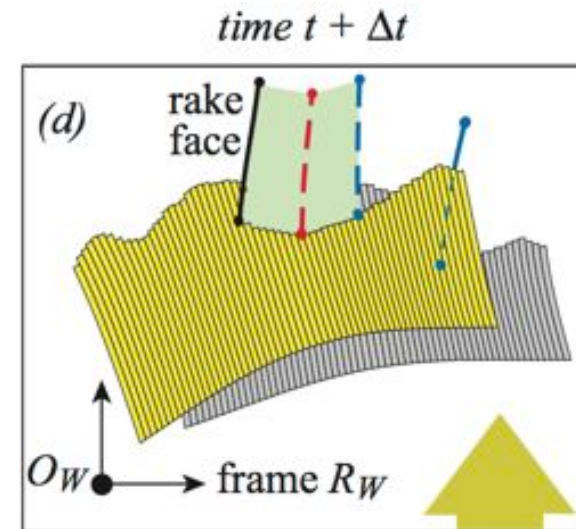 time t + Δt
(d)
rake
face
O_W
frame R_W